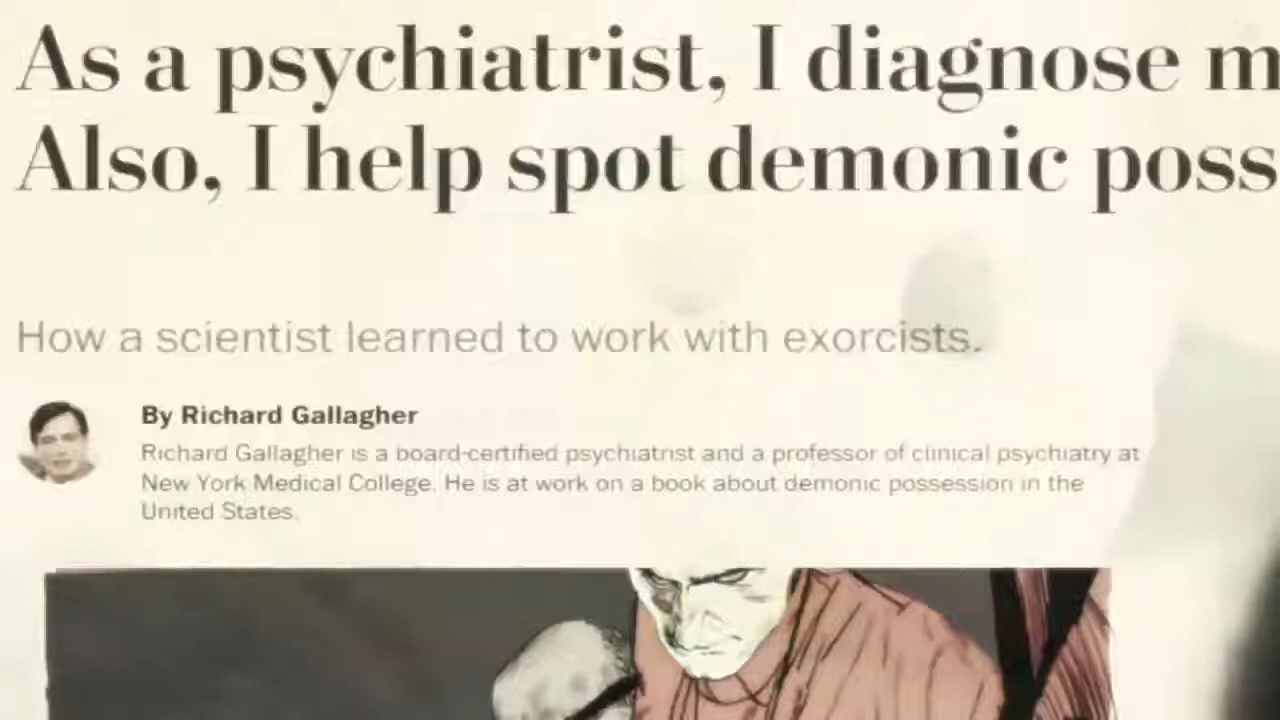 As a psychiatrist, I diagnose m
Also, I help spot demonic poss
How a scientist learned to work with exorcists.
By Richard Gallagher
Richard Gallagher is a board-certified psychiatrist and a professor of clinical psychiatry at
New York Medical College. He is at work on a book about demonic possession in the
United States.